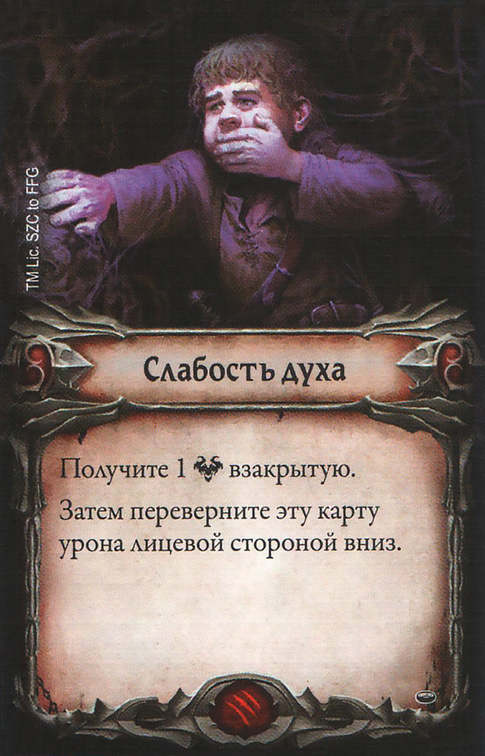 TM Lic. SZC to FFG
Слабость духа
Получите 1 взакрытую.
Затем переверните эту карту
урона лицевой стороной вниз.